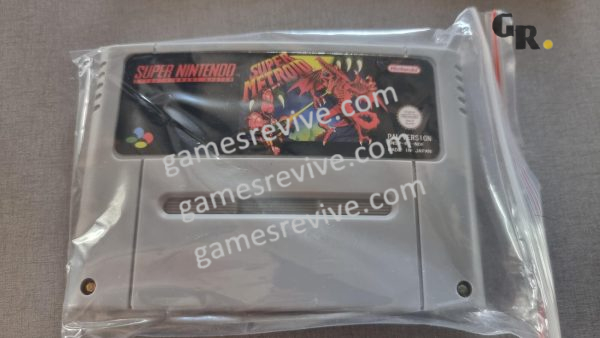 GR.
SUPER NINTENDO
SUPER
METROID
Nintendo
PAL VERSION
MADE IN JAPAN
gamesrevive.com
gamesrevive.com
gamesrevive.com